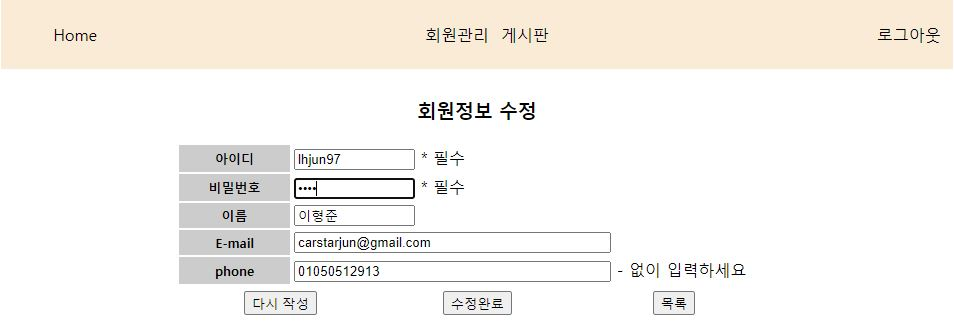 Home 회원관리 게시판 로그아웃
회원정보 수정
아이디 lhjun97 * 필수
비밀번호 •••• * 필수
이름 이형준
E-mail carstarjun@gmail.com
phone 01050512913 - 없이 입력하세요
다시 작성 수정완료 목록